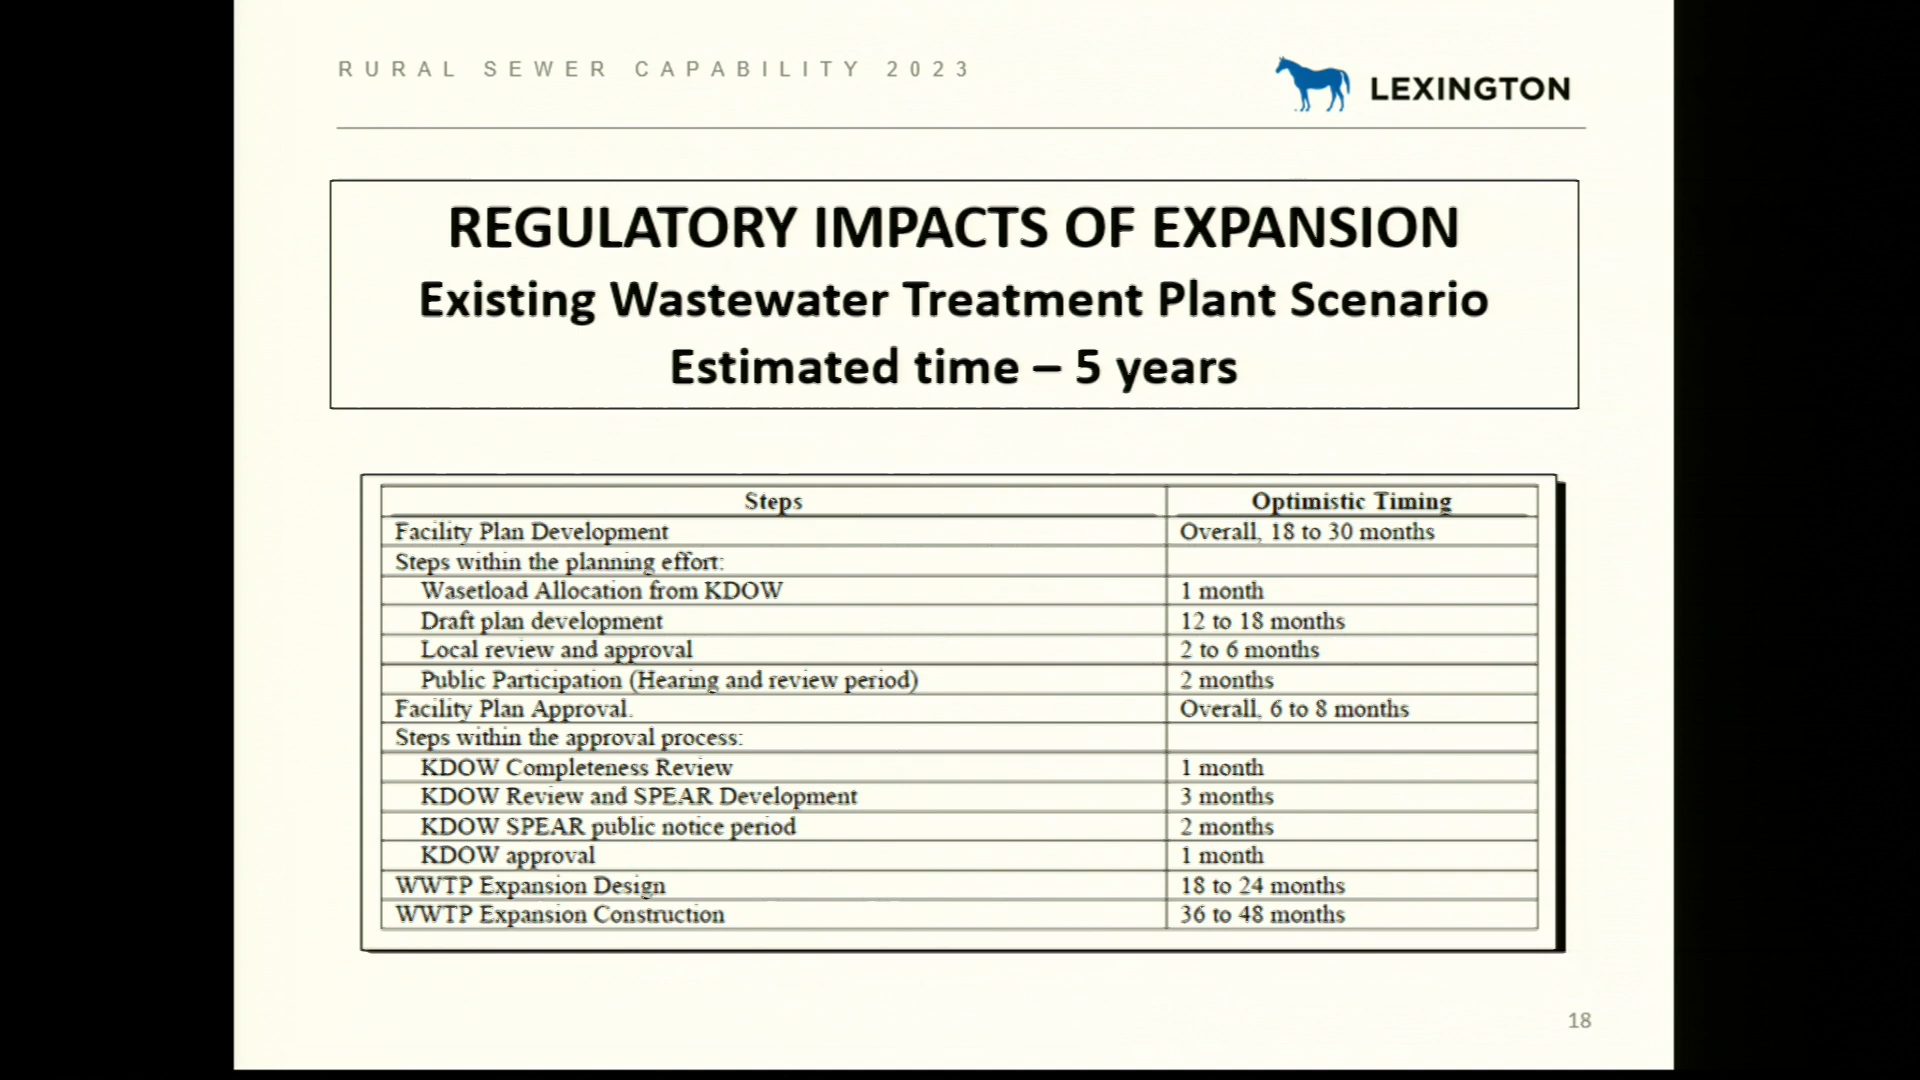 RURAL SEWER CAPABILITY 2023
LEXINGTON
REGULATORY IMPACTS OF EXPANSION
Existing Wastewater Treatment Plant Scenario
Estimated time – 5 years
Steps Optimistic Timing
Facility Plan Development Overall, 18 to 30 months
Steps within the planning effort:
Wasetload Allocation from KDOW 1 month
Draft plan development 12 to 18 months
Local review and approval 2 to 6 months
Public Participation (Hearing and review period) 2 months
Facility Plan Approval. Overall, 6 to 8 months
Steps within the approval process:
KDOW Completeness Review 1 month
KDOW Review and SPEAR Development 3 months
KDOW SPEAR public notice period 2 months
KDOW approval 1 month
WWTP Expansion Design 18 to 24 months
WWTP Expansion Construction 36 to 48 months
18